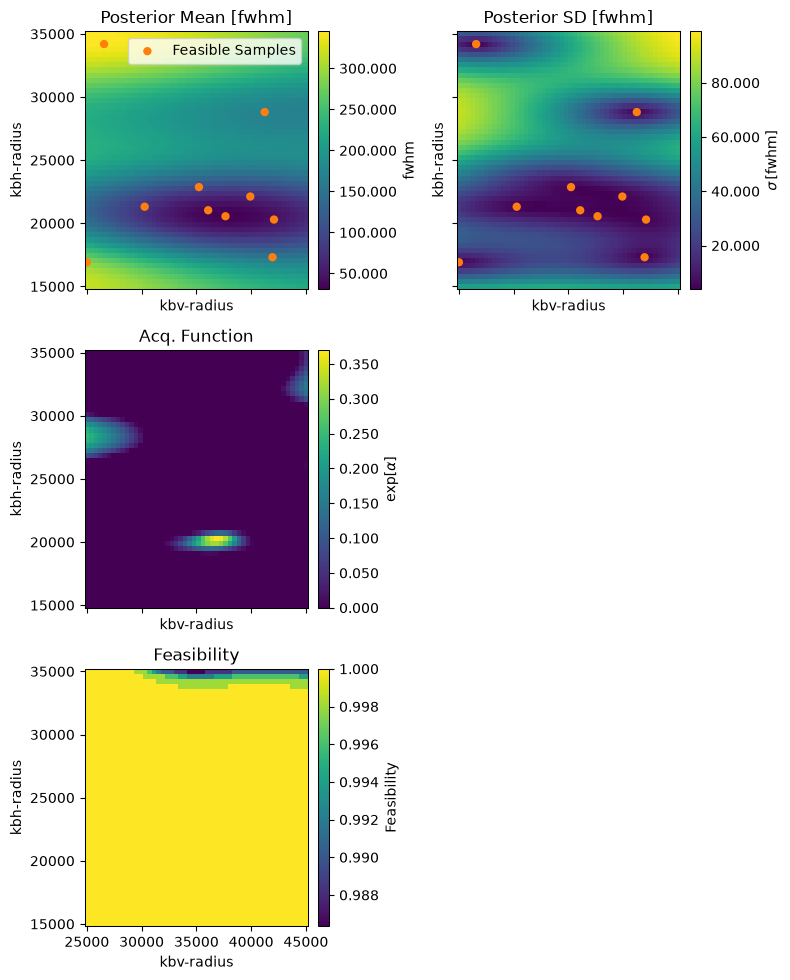 Posterior Mean [fwhm]
Posterior SD [fwhm]
Feasible Samples
35000
30000
25000
20000
15000
kbh-radius
kbv-radius
300.000
250.000
200.000
150.000
100.000
50.000
fwhm
kbh-radius
kbv-radius
80.000
60.000
40.000
20.000
σ [fwhm]
Acq. Function
35000
30000
25000
20000
15000
kbh-radius
kbv-radius
0.350
0.300
0.250
0.200
0.150
0.100
0.050
0.000
exp[α]
Feasibility
35000
30000
25000
20000
15000
kbh-radius
25000 30000 35000 40000 45000
kbv-radius
1.000
0.998
0.996
0.994
0.992
0.990
0.988
Feasibility